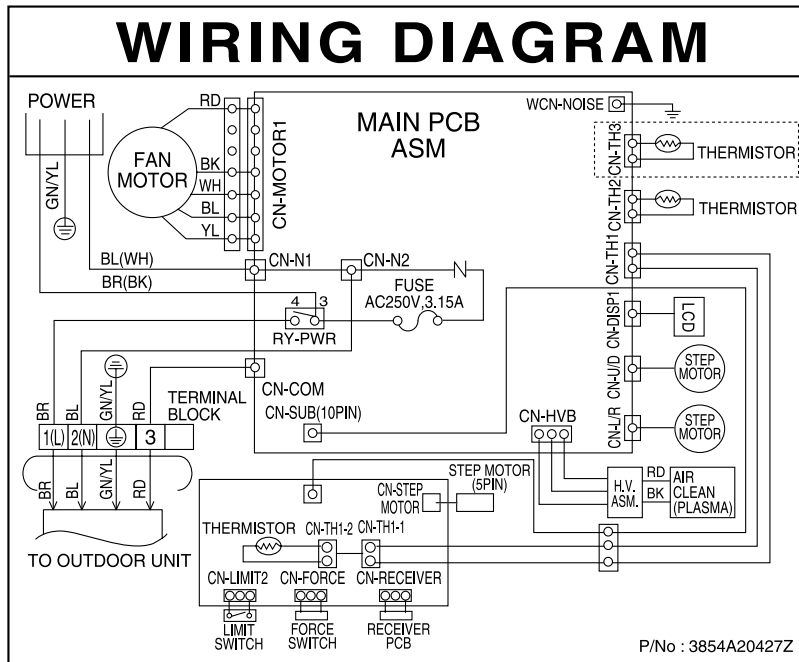 WIRING DIAGRAM
POWER
RD
FAN
MOTOR
BK
WH
BL
YL
CN-MOTOR1
MAIN PCB
ASM
WCN-NOISE
CN-TH3
THERMISTOR
CN-TH2
THERMISTOR
CN-TH1
GN/YL
BL(WH)
BR(BK)
CN-N1
CN-N2
N
FUSE
AC250V,3.15A
4 3
RY-PWR
CN-DISP1
LCD
CN-U/D
STEP
MOTOR
CN-L/R
STEP
MOTOR
CN-COM
CN-SUB(10PIN)
CN-HVB
BR
BL
GN/YL
RD
TERMINAL
BLOCK
1(L)
2(N)
3
BR
BL
GN/YL
RD
TO OUTDOOR UNIT
CN-STEP
MOTOR
STEP MOTOR
(5PIN)
H.V.
ASM.
RD
BK
AIR
CLEAN
(PLASMA)
THERMISTOR
CN-TH1-2
CN-TH1-1
CN-LIMIT2
CN-FORCE
CN-RECEIVER
LIMIT
SWITCH
FORCE
SWITCH
RECEIVER
PCB
P/No : 3854A20427Z